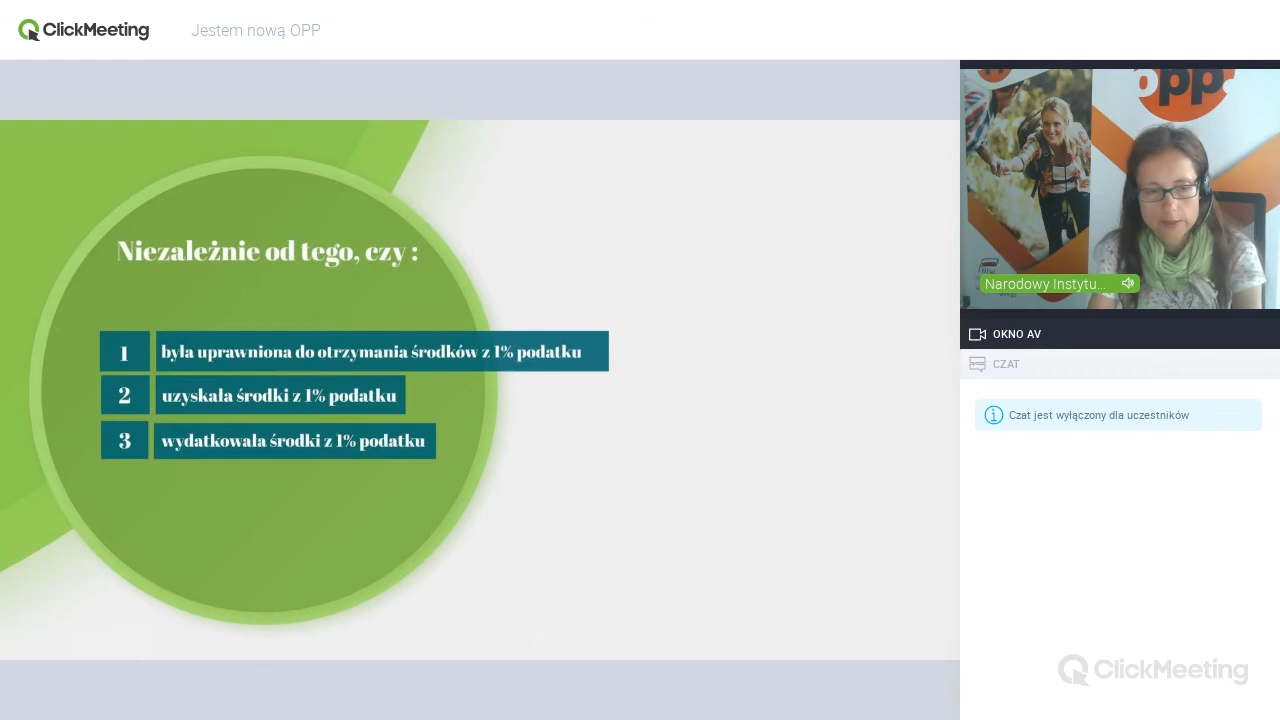 ClickMeeting
Jestem nową OPP
Niezależnie od tego, czy :
1 była uprawniona do otrzymania środków z 1% podatku
2 uzyskała środki z 1% podatku
3 wydatkowała środki z 1% podatku
opp
Narodowy Instytu...
OKNO AV
CZAT
Czat jest wyłączony dla uczestników
ClickMeeting